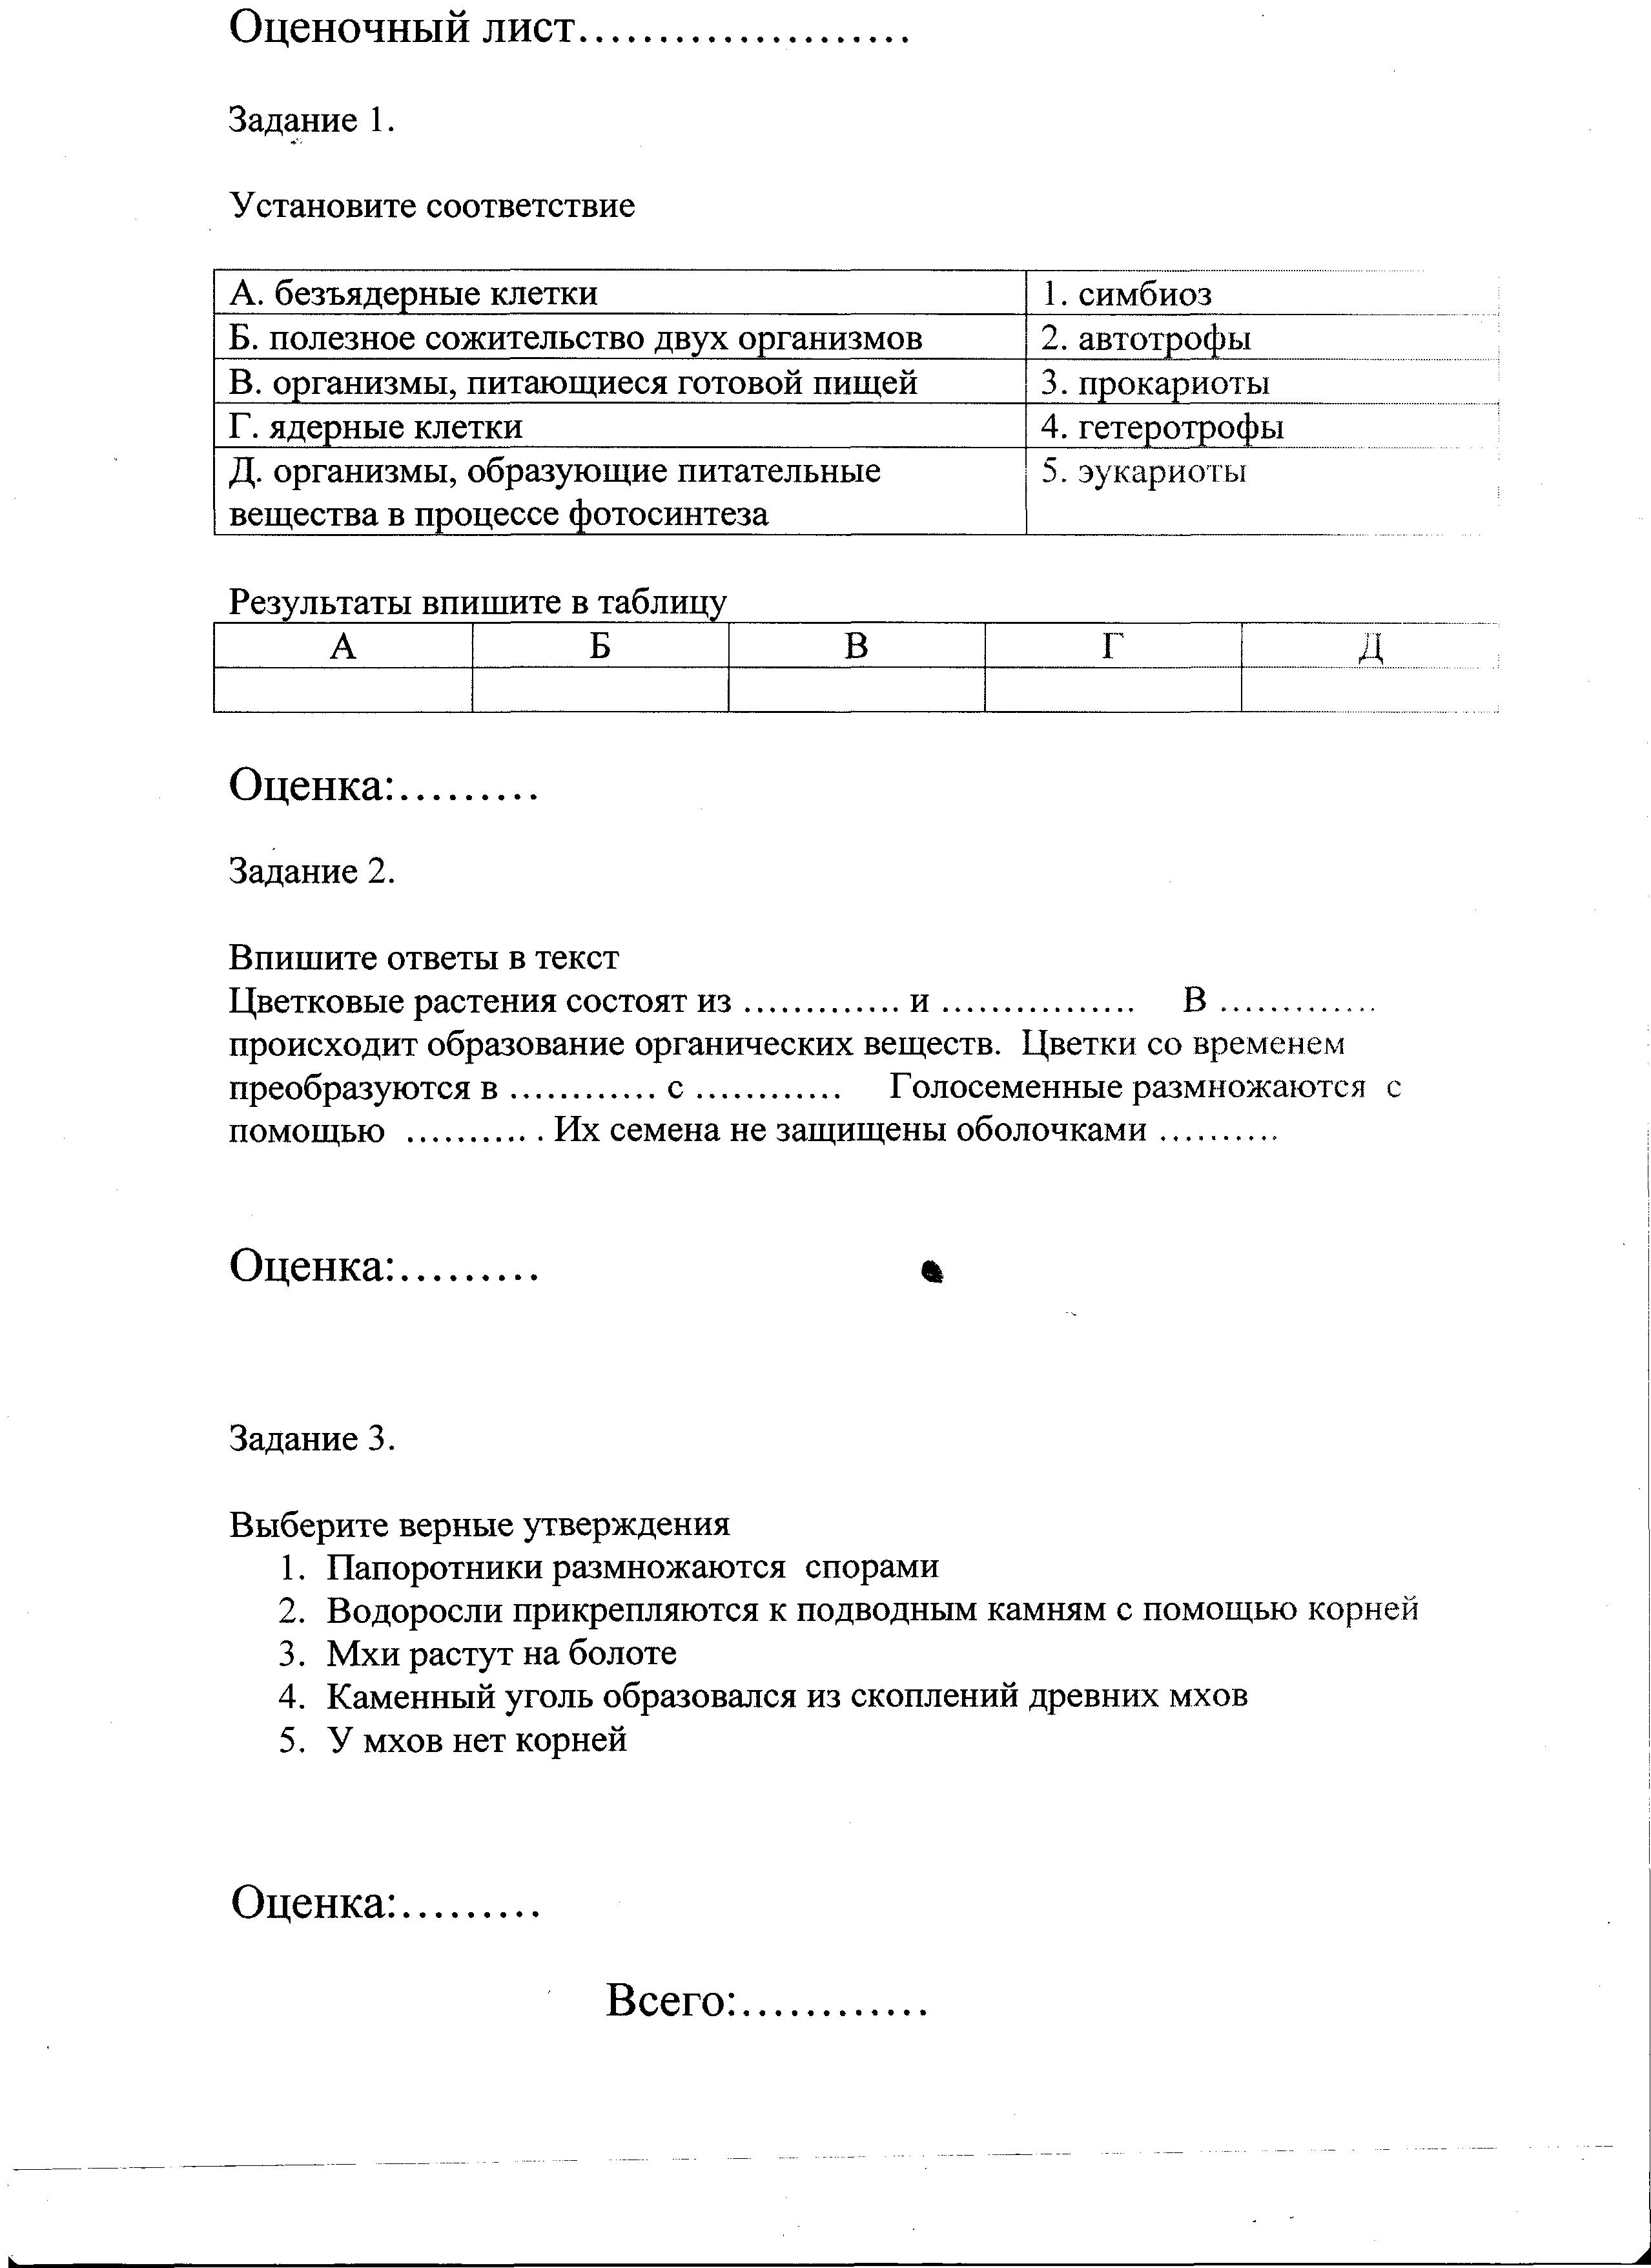 Оценочный лист.....................
Задание 1.
Установите соответствие
А. безъядерные клетки 1. симбиоз
Б. полезное сожительство двух организмов 2. автотрофы
В. организмы, питающиеся готовой пищей 3. прокариоты
Г. ядерные клетки 4. гетеротрофы
Д. организмы, образующие питательные 5. эукариоты
вещества в процессе фотосинтеза
Результаты впишите в таблицу
А Б В Г Д
Оценка:.........
Задание 2.
Впишите ответы в текст
Цветковые растения состоят из ............. и ................ В .............
происходит образование органических веществ. Цветки со временем
преобразуются в ............ с ............ Голосеменные размножаются с
помощью ........... . Их семена не защищены оболочками ..........
Оценка:.........
Задание 3.
Выберите верные утверждения
1. Папоротники размножаются спорами
2. Водоросли прикрепляются к подводным камням с помощью корней
3. Мхи растут на болоте
4. Каменный уголь образовался из скоплений древних мхов
5. У мхов нет корней
Оценка:.........
Всего:............